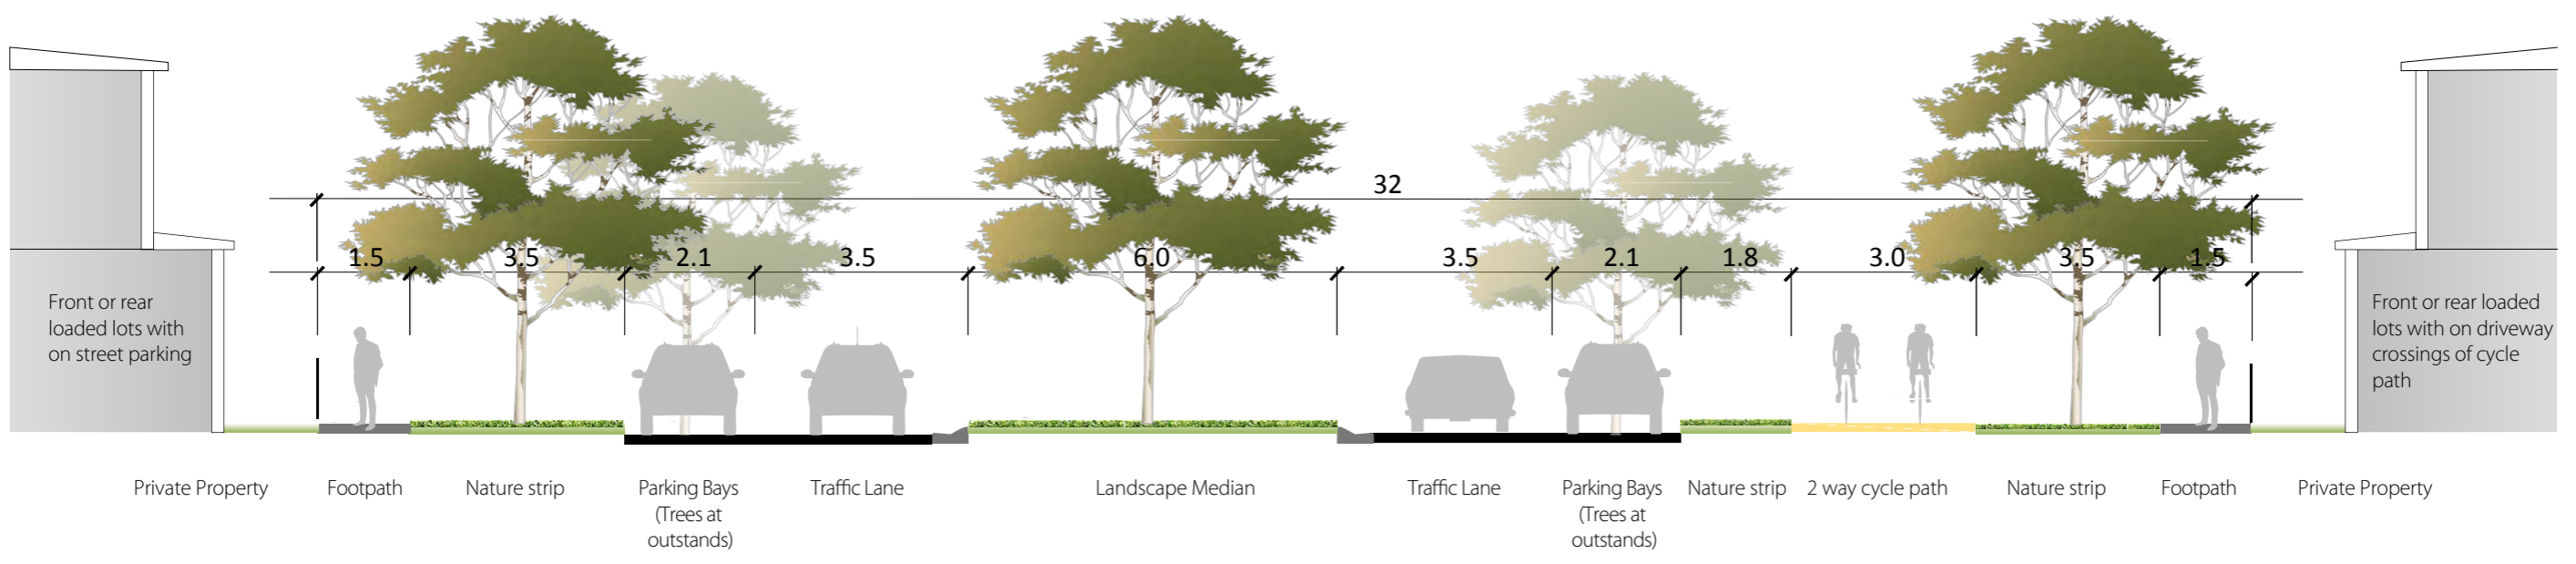 32
1.5 3.5 2.1 3.5 6.0 3.5 2.1 1.8 3.0 3.5 1.5
Front or rear
loaded lots with
on street parking
Front or rear loaded
lots with on driveway
crossings of cycle
path
Private Property
Footpath
Nature strip
Parking Bays
(Trees at
outstands)
Traffic Lane
Landscape Median
Traffic Lane
Parking Bays
(Trees at
outstands)
Nature strip
2 way cycle path
Nature strip
Footpath
Private Property